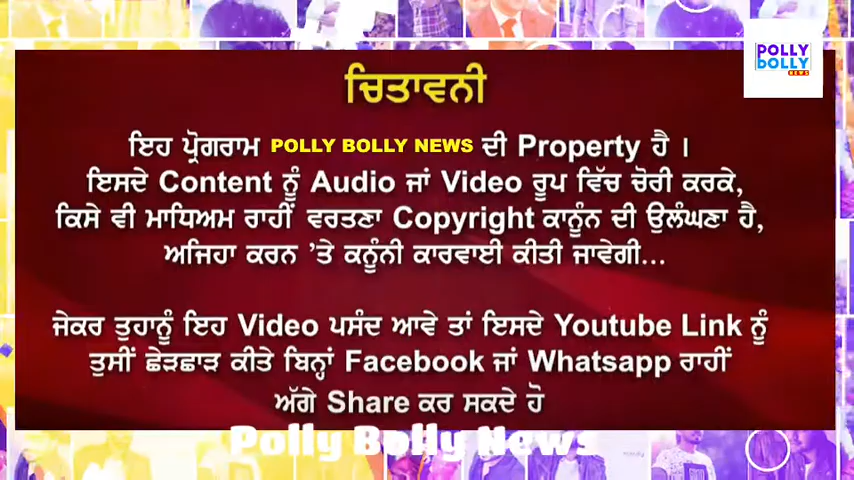 POLLY
BOLLY
NEWS
ਚਿਤਾਵਨੀ
ਇਹ ਪ੍ਰੋਗਰਾਮ POLLY BOLLY NEWS ਦੀ Property ਹੈ ।
ਇਸਦੇ Content ਨੂੰ Audio ਜਾਂ Video ਰੂਪ ਵਿੱਚ ਚੋਰੀ ਕਰਕੇ,
ਕਿਸੇ ਵੀ ਮਾਧਿਅਮ ਰਾਹੀਂ ਵਰਤਣਾ Copyright ਕਾਨੂੰਨ ਦੀ ਉਲੰਘਣਾ ਹੈ,
ਅਜਿਹਾ ਕਰਨ 'ਤੇ ਕਨੂੰਨੀ ਕਾਰਵਾਈ ਕੀਤੀ ਜਾਵੇਗੀ...
ਜੇਕਰ ਤੁਹਾਨੂੰ ਇਹ Video ਪਸੰਦ ਆਵੇ ਤਾਂ ਇਸਦੇ Youtube Link ਨੂੰ
ਤੁਸੀਂ ਛੇੜਛਾੜ ਕੀਤੇ ਬਿਨ੍ਹਾਂ Facebook ਜਾਂ Whatsapp ਰਾਹੀਂ
ਅੱਗੇ Share ਕਰ ਸਕਦੇ ਹੋ
Polly Bolly News